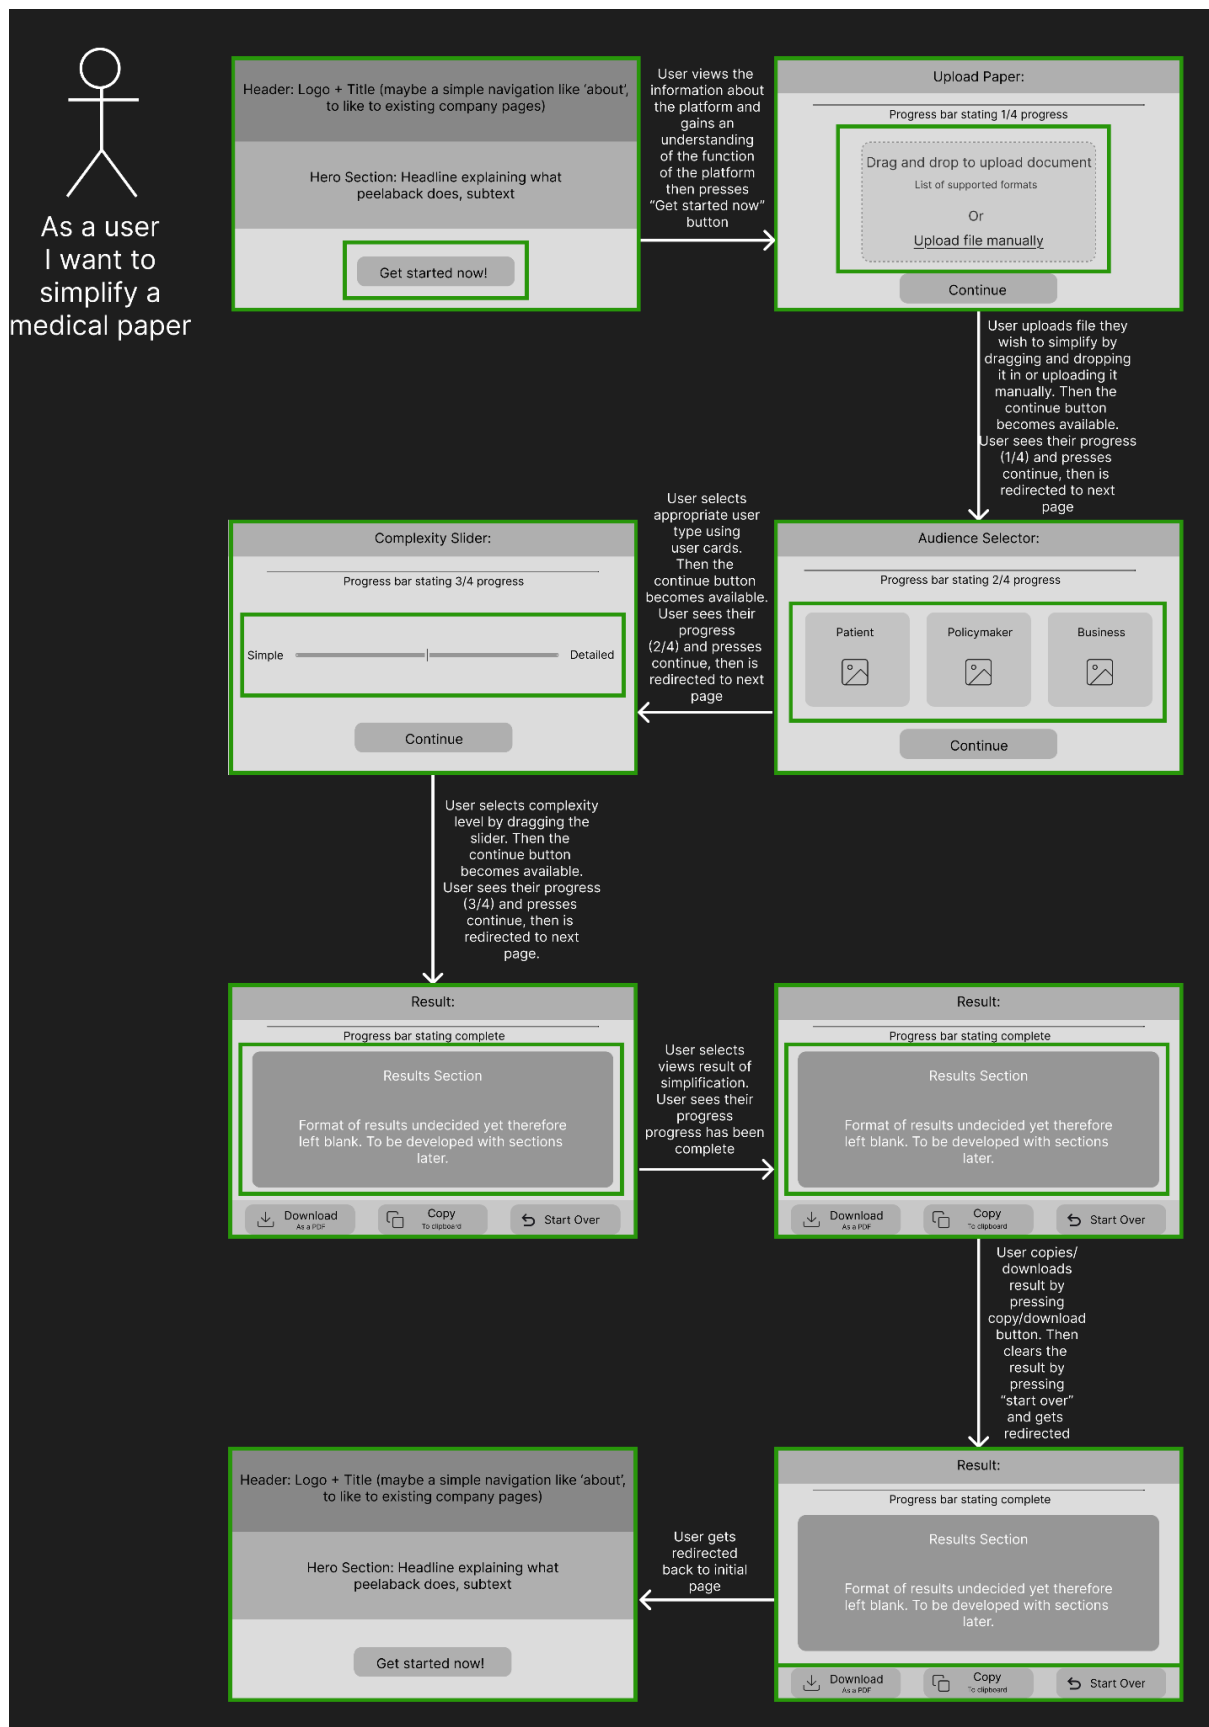 As a user
I want to
simplify a
medical paper
Header: Logo + Title (maybe a simple navigation like ‘about’,
to like to existing company pages)
Hero Section: Headline explaining what
peelaback does, subtext
Get started now!
User views the
information about
the platform and
gains an
understanding
of the function
of the platform
then presses
“Get started now”
button
Upload Paper:
Progress bar stating 1/4 progress
Drag and drop to upload document
List of supported formats
Or
Upload file manually
Continue
User uploads file they
wish to simplify by
dragging and dropping
it in or uploading it
manually. Then the
continue button
becomes available.
User sees their progress
(1/4) and presses
continue, then is
redirected to next
page
Audience Selector:
Progress bar stating 2/4 progress
Patient
Policymaker
Business
Continue
User selects
appropriate user
type using
user cards.
Then the
continue button
becomes available.
User sees their
progress
(2/4) and presses
continue, then is
redirected to next
page
Complexity Slider:
Progress bar stating 3/4 progress
Simple
Detailed
Continue
User selects complexity
level by dragging the
slider. Then the
continue button
becomes available.
User sees their progress
(3/4) and presses
continue, then is
redirected to next
page.
Result:
Progress bar stating complete
Results Section
Format of results undecided yet therefore
left blank. To be developed with sections
later.
Download
As a PDF
Copy
To clipboard
Start Over
User selects
views result of
simplification.
User sees their
progress
progress has been
complete
Result:
Progress bar stating complete
Results Section
Format of results undecided yet therefore
left blank. To be developed with sections
later.
Download
As a PDF
Copy
To clipboard
Start Over
User copies/
downloads
result by
pressing
copy/download
button. Then
clears the
result by
pressing
“start over”
and gets
redirected
Result:
Progress bar stating complete
Results Section
Format of results undecided yet therefore
left blank. To be developed with sections
later.
Download
As a PDF
Copy
To clipboard
Start Over
User gets
redirected
back to initial
page
Header: Logo + Title (maybe a simple navigation like ‘about’,
to like to existing company pages)
Hero Section: Headline explaining what
peelaback does, subtext
Get started now!